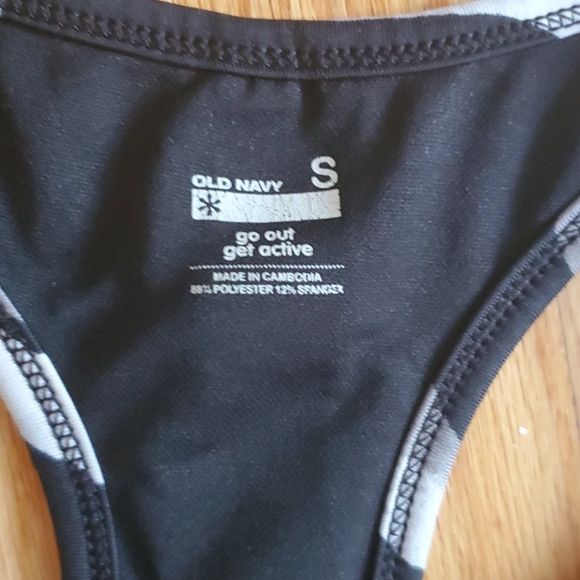 S
OLD NAVY
*
go out
get active
MADE IN CAMBODIA
88% POLYESTER 12% SPANDEX